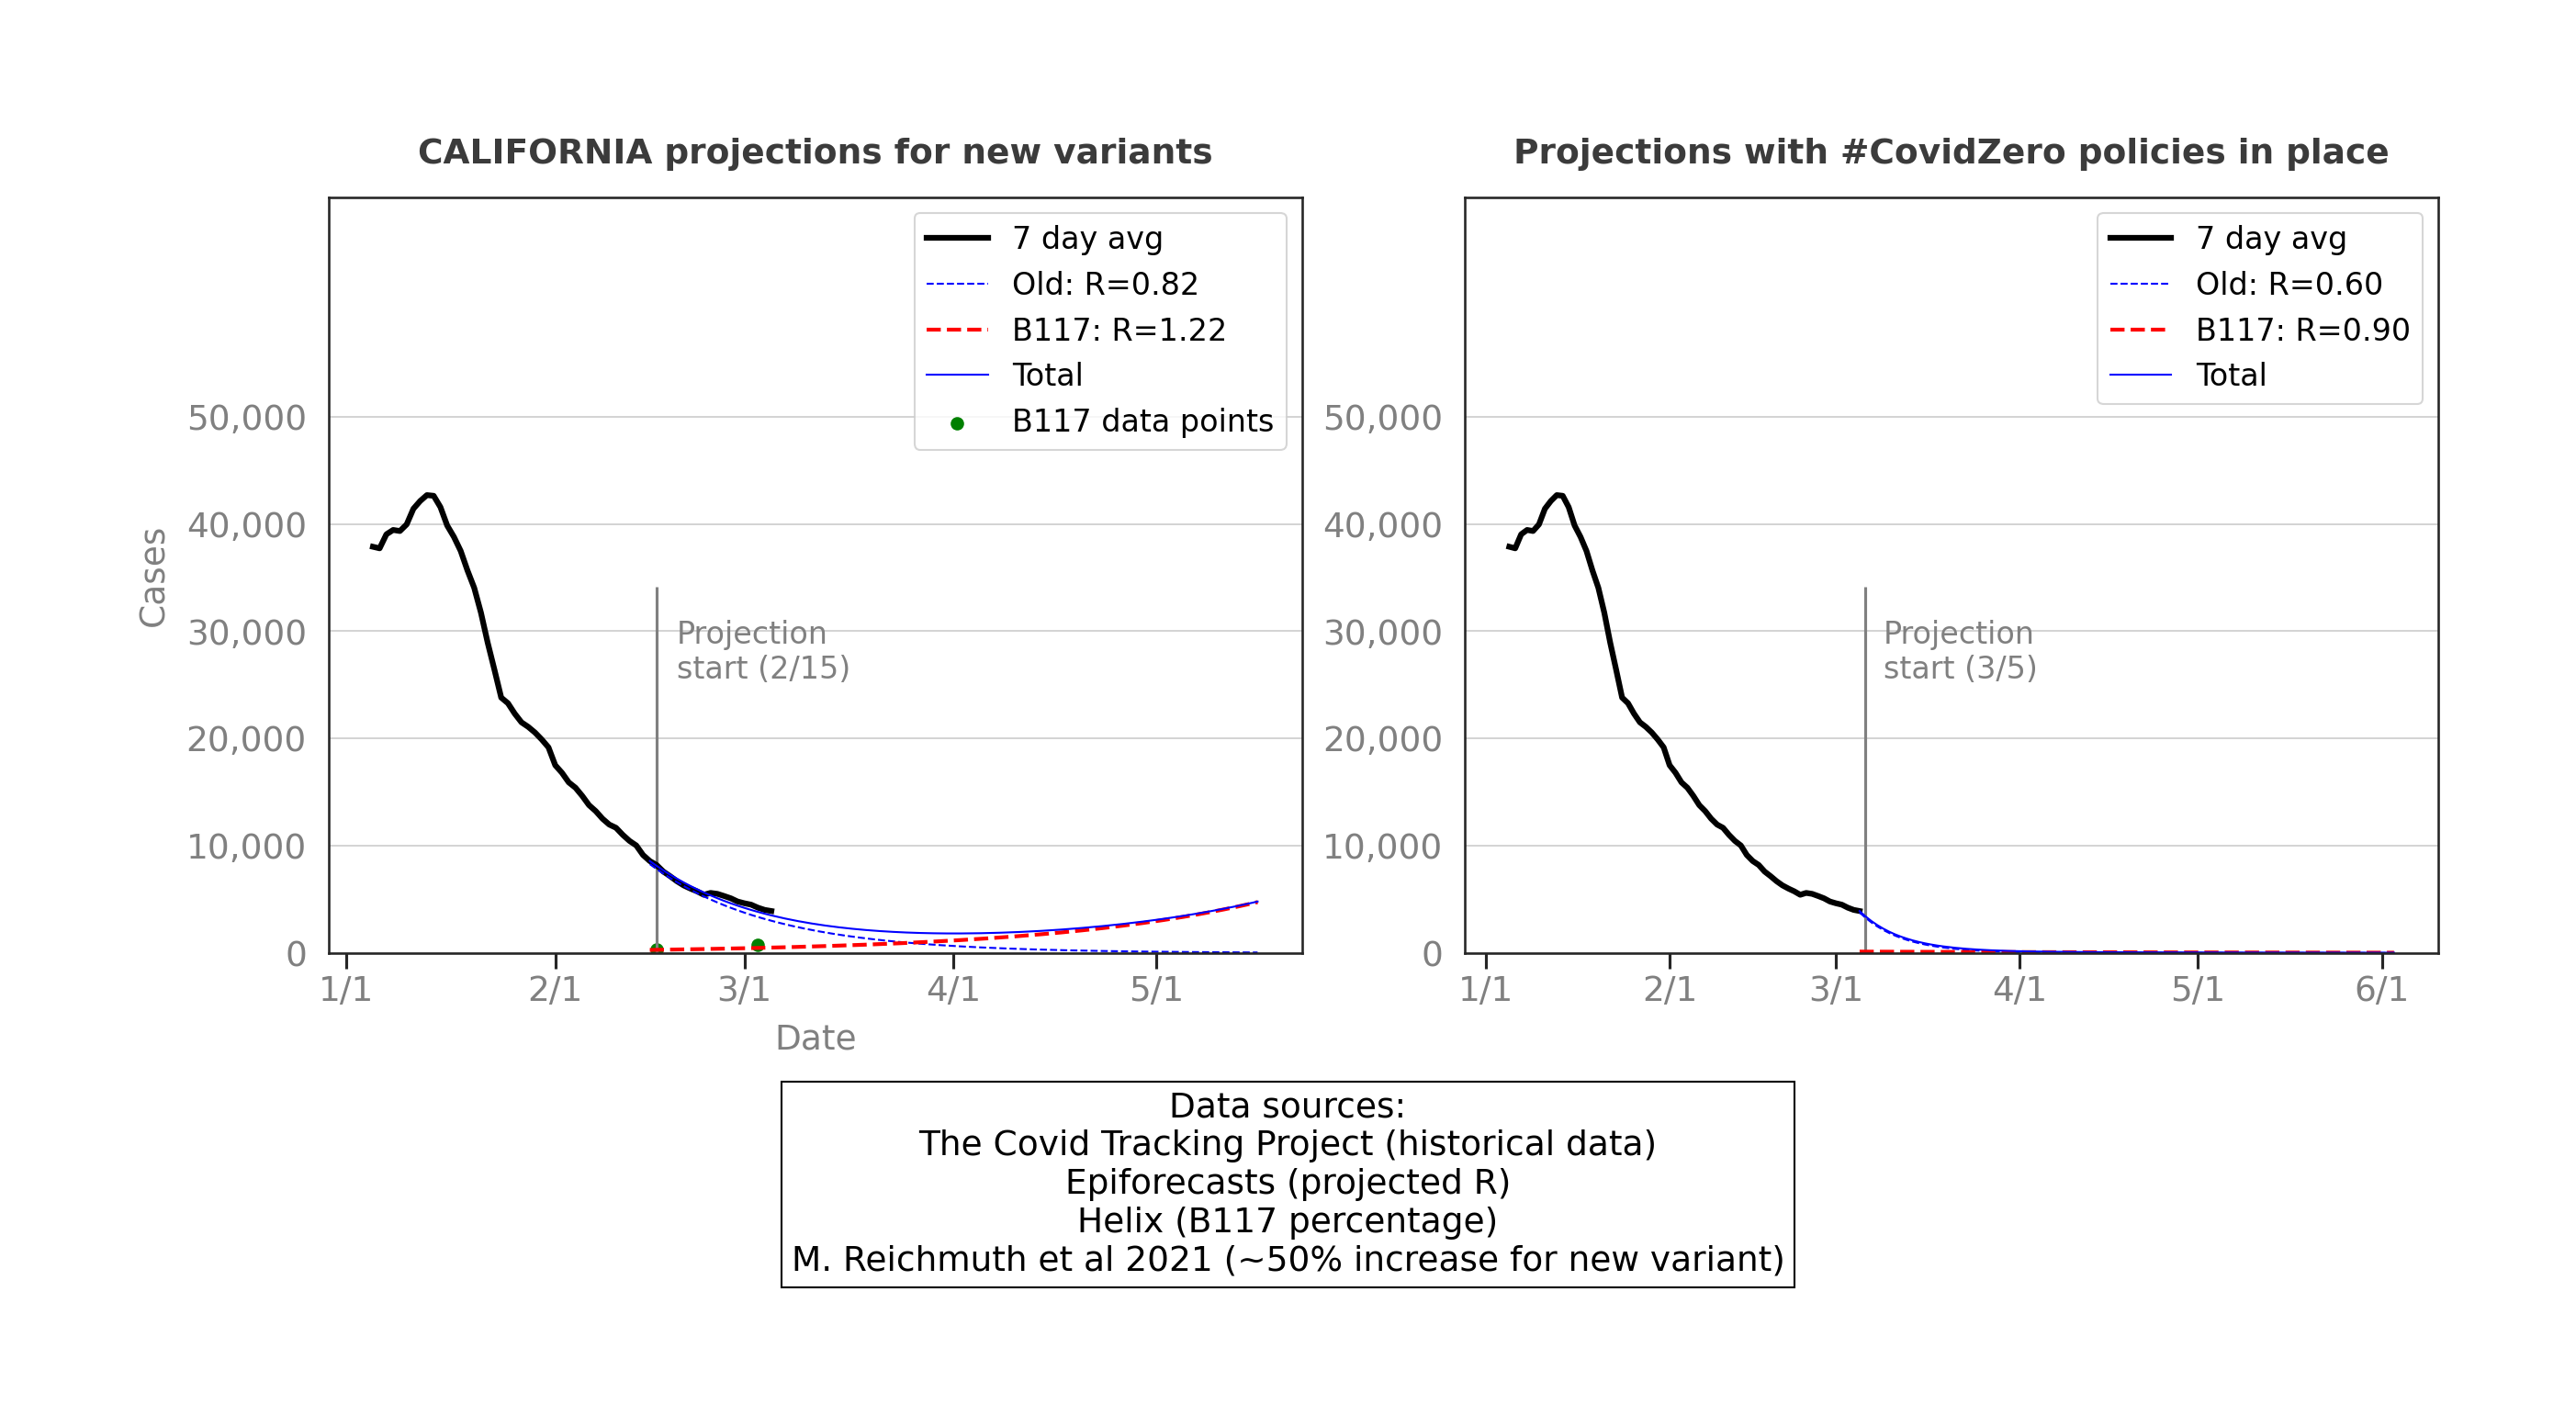 CALIFORNIA projections for new variants
7 day avg
Old: R=0.82
B117: R=1.22
Total
B117 data points
50,000
40,000
30,000
20,000
10,000
0
Cases
Projection
start (2/15)
1/1
2/1
3/1
4/1
5/1
Date
Projections with #CovidZero policies in place
7 day avg
Old: R=0.60
B117: R=0.90
Total
50,000
40,000
30,000
20,000
10,000
0
Projection
start (3/5)
1/1
2/1
3/1
4/1
5/1
6/1
Data sources:
The Covid Tracking Project (historical data)
Epiforecasts (projected R)
Helix (B117 percentage)
M. Reichmuth et al 2021 (~50% increase for new variant)